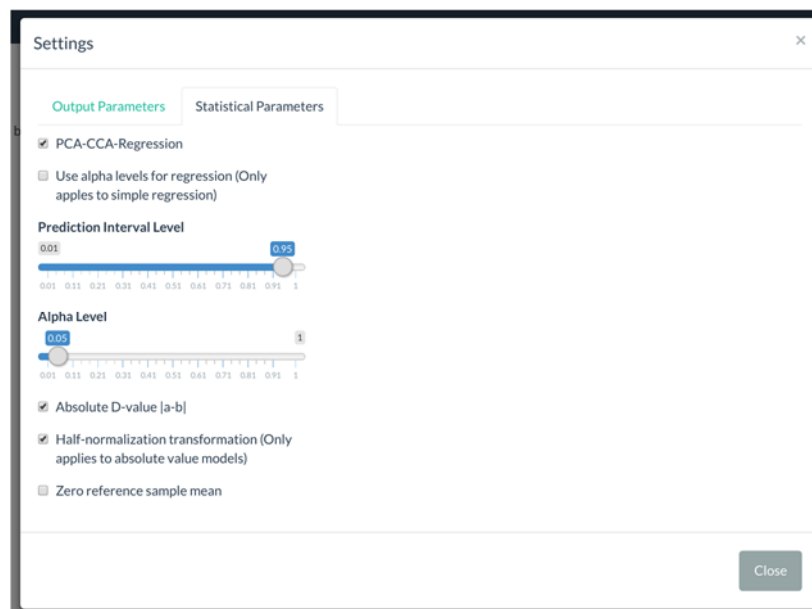 Settings
×
Output Parameters Statistical Parameters
b
PCA-CCA-Regression
Use alpha levels for regression (Only
apples to simple regression)
Prediction Interval Level
0.01 0.95
0.01 0.11 0.21 0.31 0.41 0.51 0.61 0.71 0.81 0.91 1
Alpha Level
0.05 1
0.01 0.11 0.21 0.31 0.41 0.51 0.61 0.71 0.81 0.91 1
Absolute D-value |a-b|
Half-normalization transformation (Only
applies to absolute value models)
Zero reference sample mean
Close